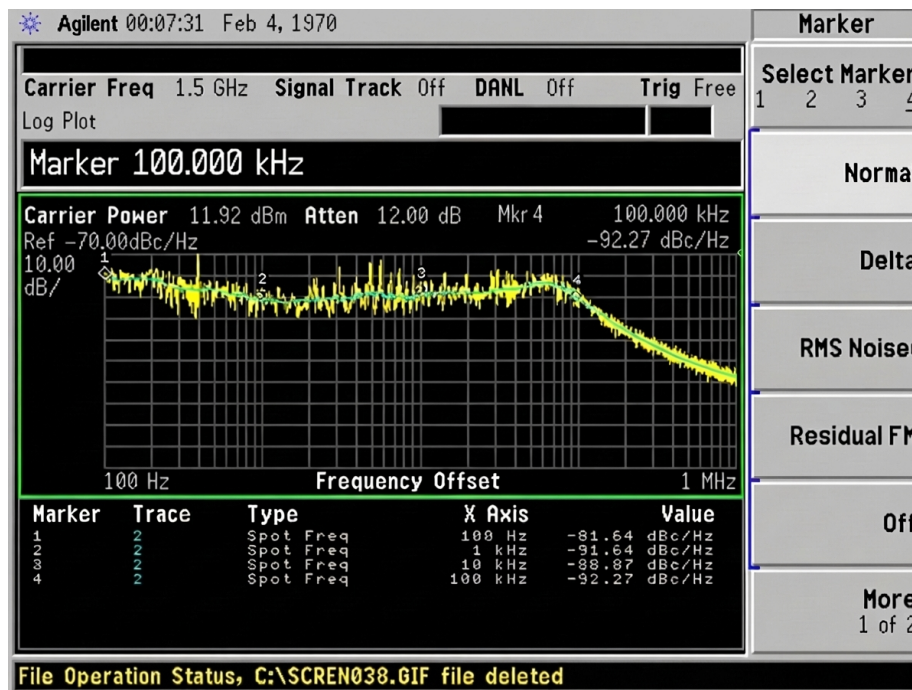 Agilent 00:07:31 Feb 4, 1970
Carrier Freq 1.5 GHz Signal Track Off DANL Off Trig Free
Log Plot
Marker 100.000 kHz
Carrier Power 11.92 dBm Atten 12.00 dB Mkr 4 100.000 kHz
Ref -70.00dBc/Hz -92.27 dBc/Hz
10.00
dB/
1
2
3
4
100 Hz Frequency Offset 1 MHz
Marker Trace Type X Axis Value
1 2 Spot Freq 100 Hz -81.64 dBc/Hz
2 2 Spot Freq 1 kHz -91.64 dBc/Hz
3 2 Spot Freq 10 kHz -88.87 dBc/Hz
4 2 Spot Freq 100 kHz -92.27 dBc/Hz
File Operation Status, C:\SCREN038.GIF file deleted
Marker
Select Marker
1 2 3 4
Norma
Delta
RMS Noise
Residual FM
Off
More
1 of 2